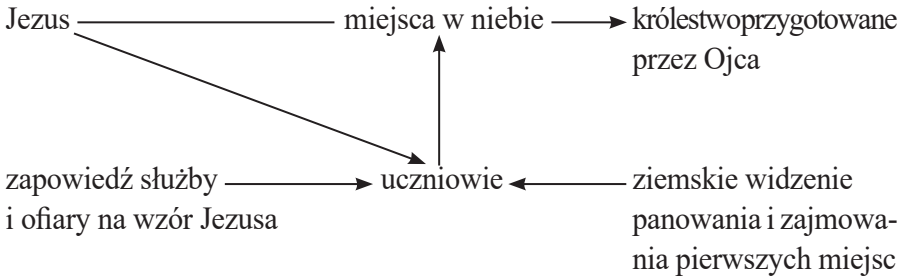 Jezus miejsca w niebie królestwoprzygotowane
przez Ojca
zapowiedź służby uczniowie ziemskie widzenie
i ofiary na wzór Jezusa panowania i zajmowa-
nia pierwszych miejsc